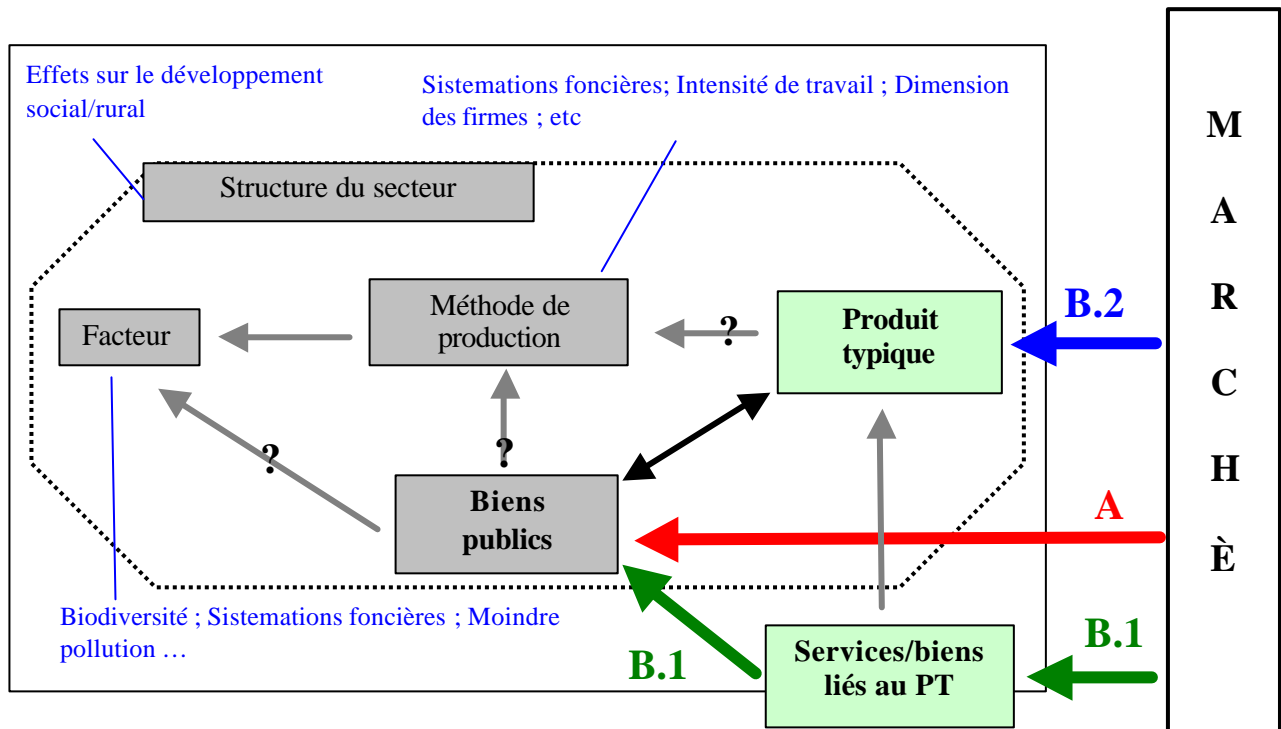 Effets sur le développement
social/rural
Sistemations foncières; Intensité de travail ; Dimension
des firmes ; etc
Structure du secteur
Facteur
Méthode de
production
?
Produit
typique
B.2
?
?
Biens
publics
A
Biodiversité ; Sistemations foncières ; Moindre
pollution …
B.1
Services/biens
liés au PT
B.1
M
A
R
C
H
È